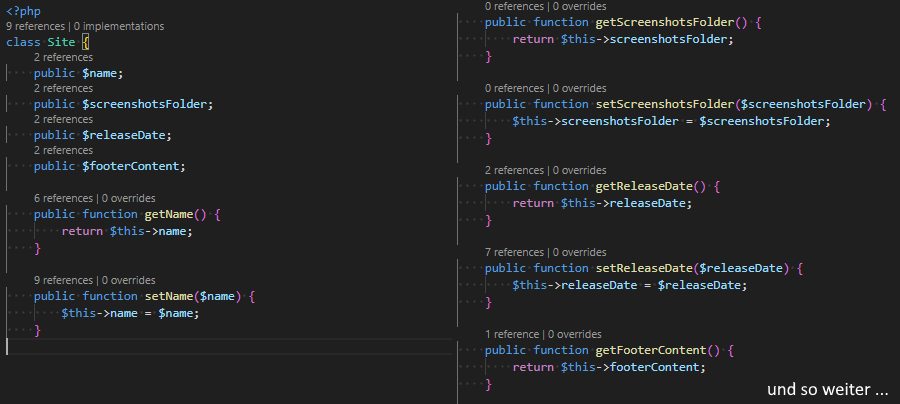 <?php
9 references | 0 implementations
class Site {
2 references
public $name;
2 references
public $screenshotsFolder;
2 references
public $releaseDate;
2 references
public $footerContent;
6 references | 0 overrides
public function getName() {
return $this->name;
}
9 references | 0 overrides
public function setName($name) {
$this->name = $name;
}
0 references | 0 overrides
public function getScreenshotsFolder() {
return $this->screenshotsFolder;
}
0 references | 0 overrides
public function setScreenshotsFolder($screenshotsFolder) {
$this->screenshotsFolder = $screenshotsFolder;
}
2 references | 0 overrides
public function getReleaseDate() {
return $this->releaseDate;
}
7 references | 0 overrides
public function setReleaseDate($releaseDate) {
$this->releaseDate = $releaseDate;
}
1 reference | 0 overrides
public function getFooterContent() {
return $this->footerContent;
}
und so weiter ...